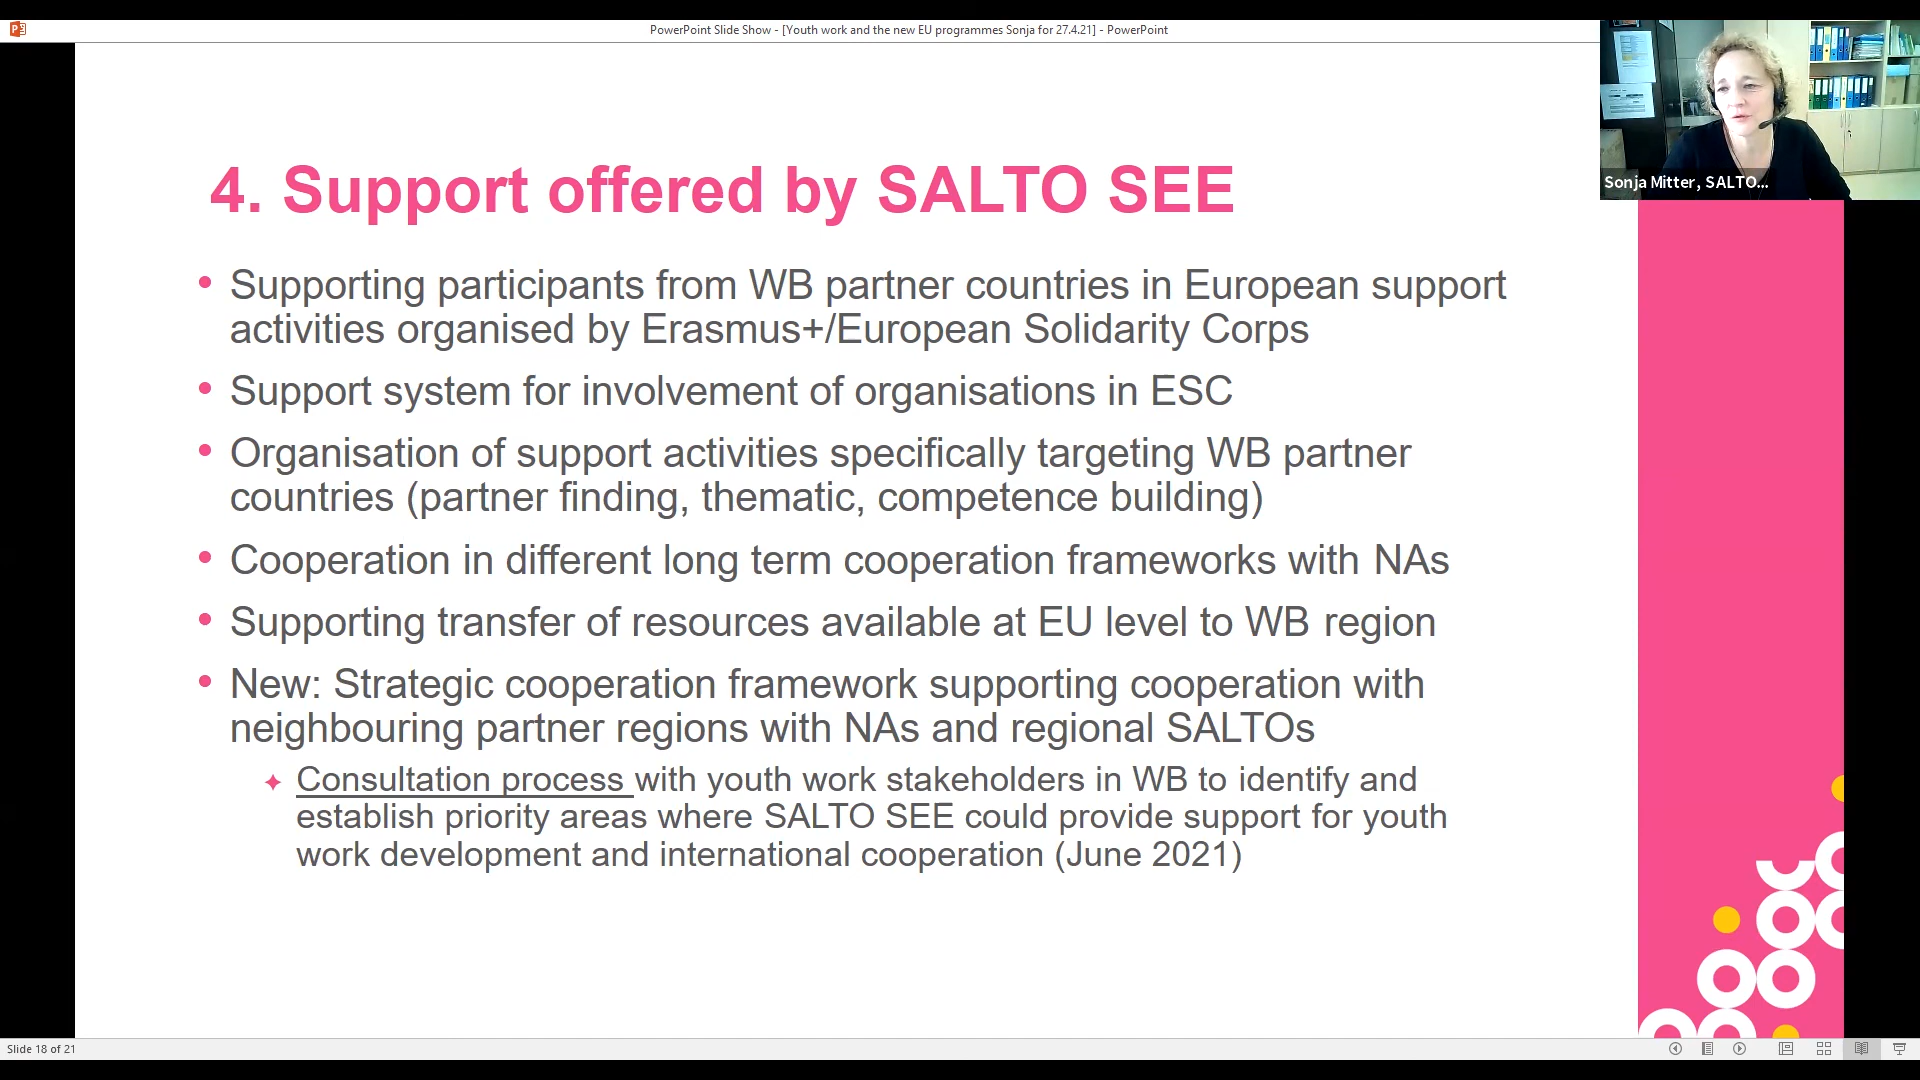 PowerPoint Slide Show - [Youth work and the new EU programmes Sonja for 27.4.21] - PowerPoint
Sonja Mitter, SALTO...
4. Support offered by SALTO SEE
• Supporting participants from WB partner countries in European support
activities organised by Erasmus+/European Solidarity Corps
• Support system for involvement of organisations in ESC
• Organisation of support activities specifically targeting WB partner
countries (partner finding, thematic, competence building)
• Cooperation in different long term cooperation frameworks with NAs
• Supporting transfer of resources available at EU level to WB region
• New: Strategic cooperation framework supporting cooperation with
neighbouring partner regions with NAs and regional SALTOs
✦ Consultation process with youth work stakeholders in WB to identify and
establish priority areas where SALTO SEE could provide support for youth
work development and international cooperation (June 2021)
Slide 18 of 21